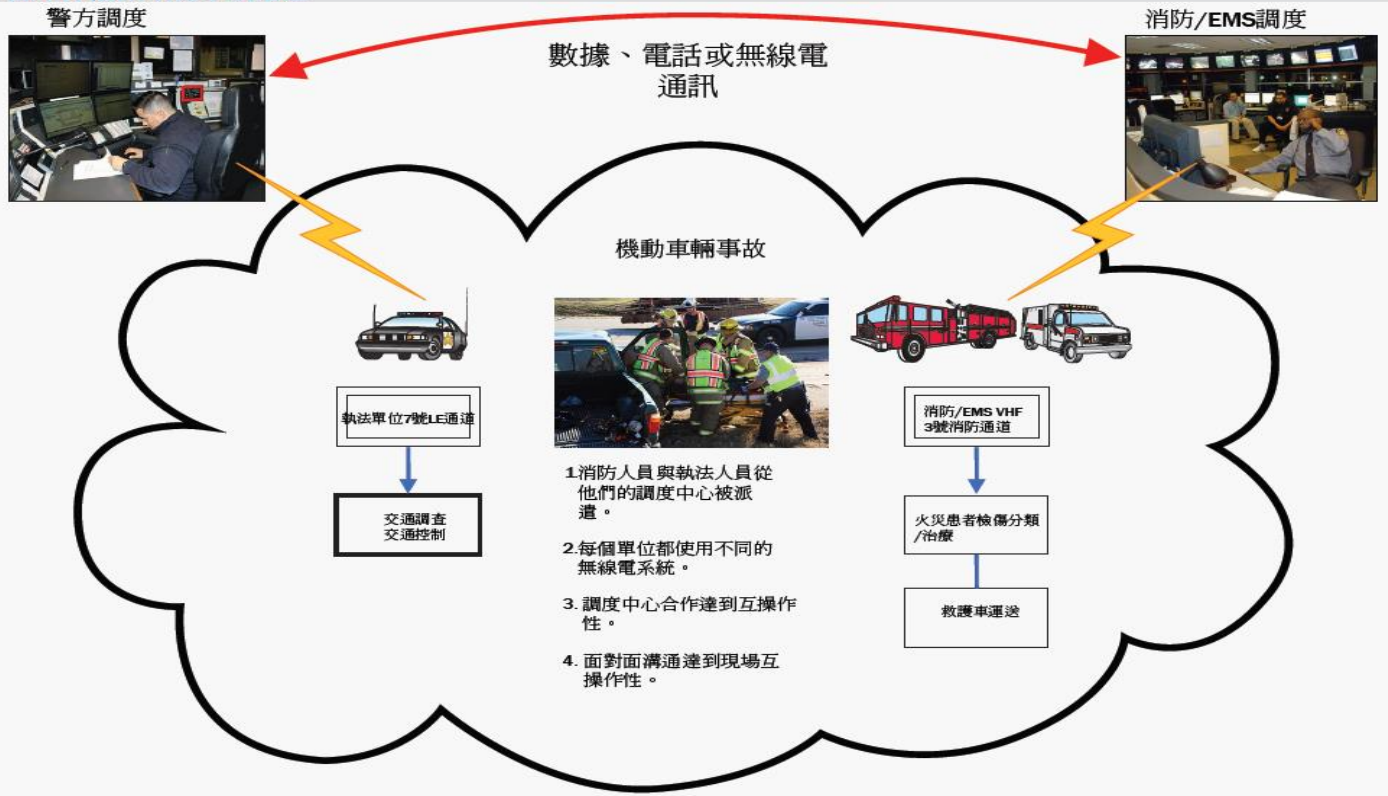 警方調度
消防/EMS調度
數據、電話或無線電
通訊
機動車輛事故
執法單位7號LE通道
交通調查
交通控制
1.消防人員與執法人員從
他們的調度中心被派
遣。
2.每個單位都使用不同的
無線電系統。
3. 調度中心合作達到互操作
性。
4. 面對面溝通達到現場互
操作性。
消防/EMS VHF
3號消防通道
火災患者檢傷分類
/治療
救護車運送